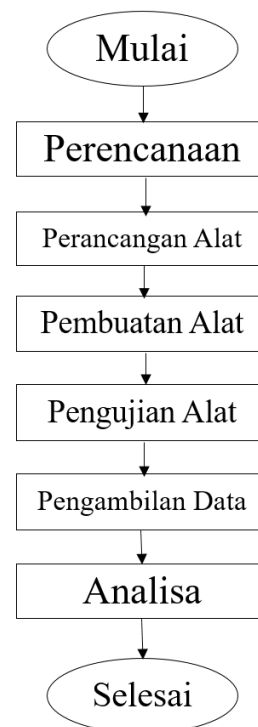 Mulai
Perencanaan
Perancangan Alat
Pembuatan Alat
Pengujian Alat
Pengambilan Data
Analisa
Selesai